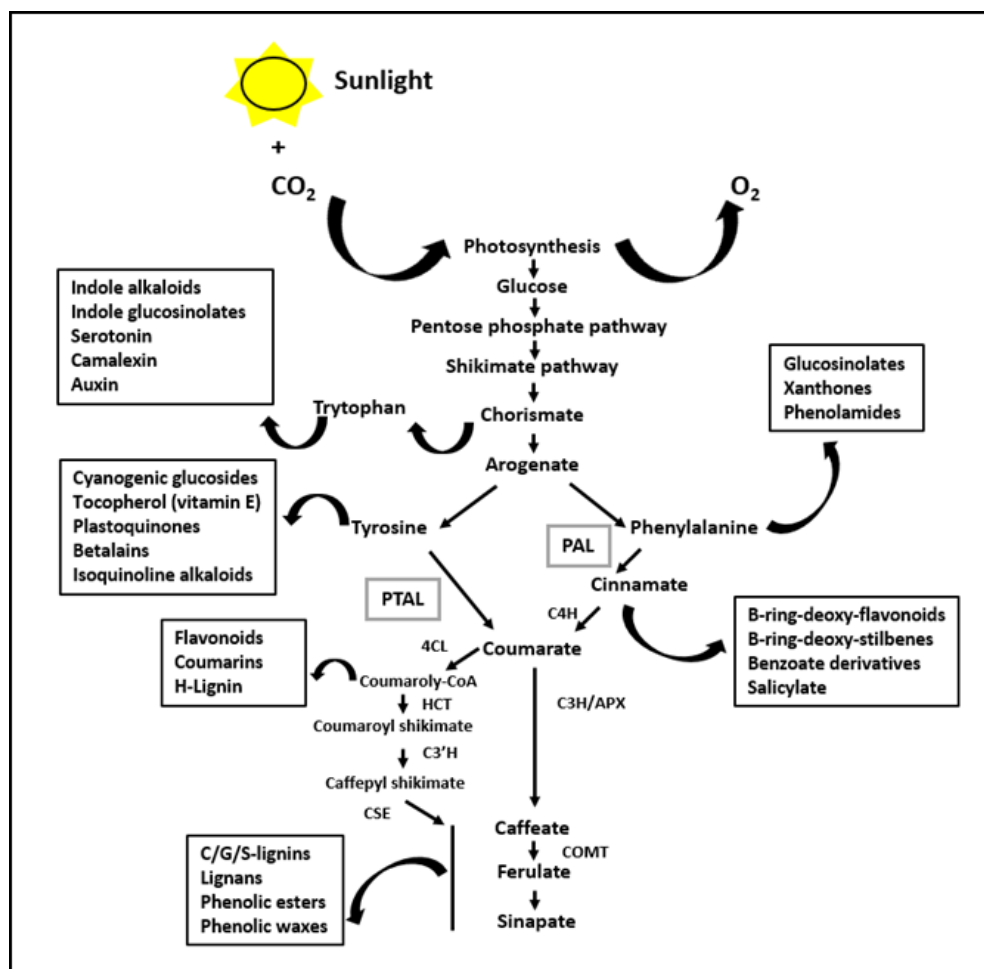 Sunlight
+
CO₂
O₂
Photosynthesis
Glucose
Pentose phosphate pathway
Shikimate pathway
Chorismate
Trytophan
Indole alkaloids
Indole glucosinolates
Serotonin
Camalexin
Auxin
Glucosinolates
Xanthones
Phenolamides
Arogenate
Cyanogenic glucosides
Tocopherol (vitamin E)
Plastoquinones
Betalains
Isoquinoline alkaloids
Tyrosine
Phenylalanine
PAL
Cinnamate
PTAL
C4H
B-ring-deoxy-flavonoids
B-ring-deoxy-stilbenes
Benzoate derivatives
Salicylate
Coumarate
4CL
Flavonoids
Coumarins
H-Lignin
Coumaroly-CoA
HCT
C3H/APX
Coumaroyl shikimate
C3’H
Caffepyl shikimate
CSE
Caffeate
COMT
Ferulate
Sinapate
C/G/S-lignins
Lignans
Phenolic esters
Phenolic waxes